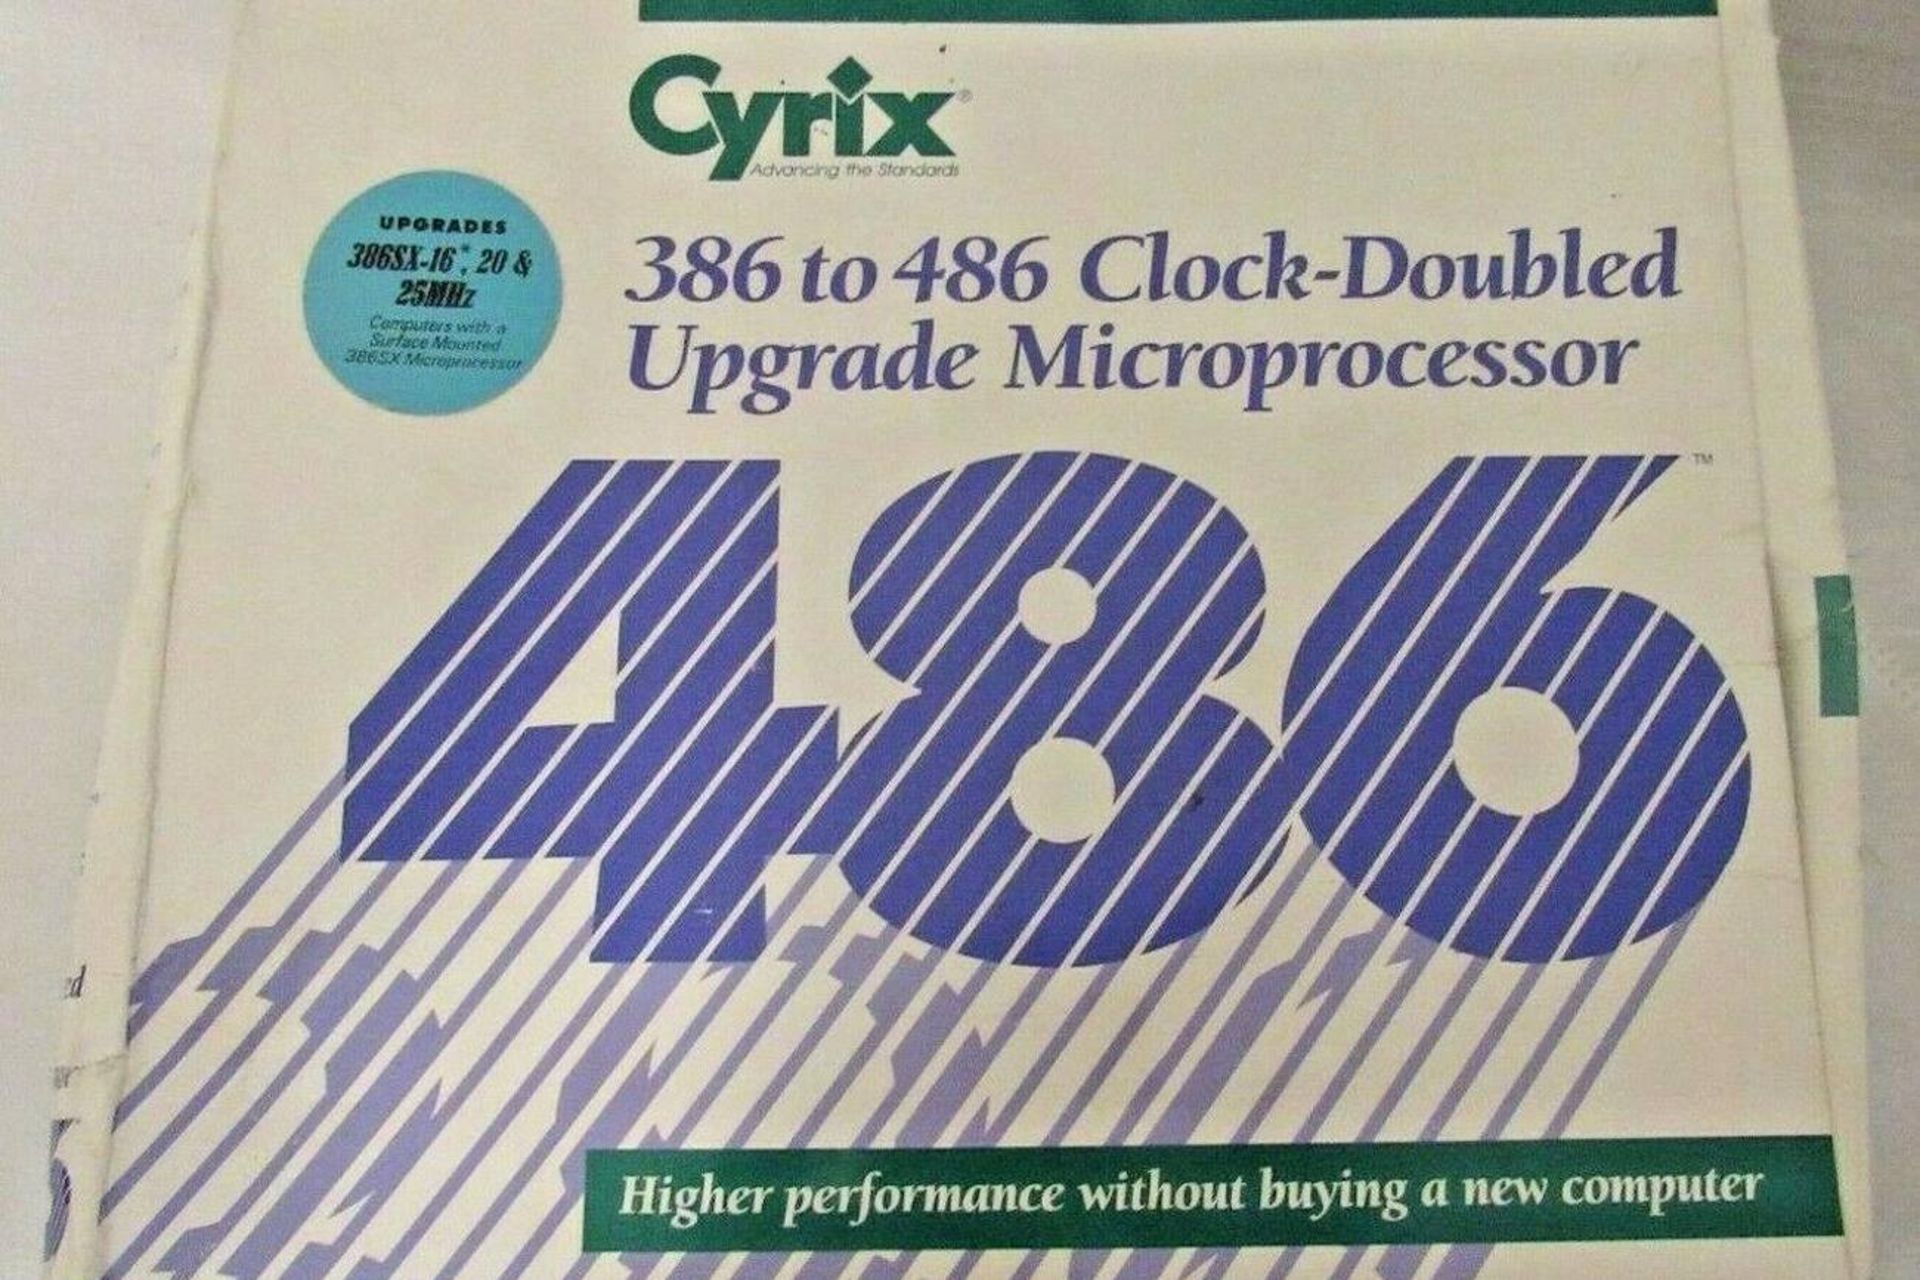 Cyrix®
Advancing the Standards
UPGRADES
386SX-16*, 20 &
25MHz
Computers with a
Surface Mounted
386SX Microprocessor
386 to 486 Clock-Doubled
Upgrade Microprocessor
486™
Higher performance without buying a new computer